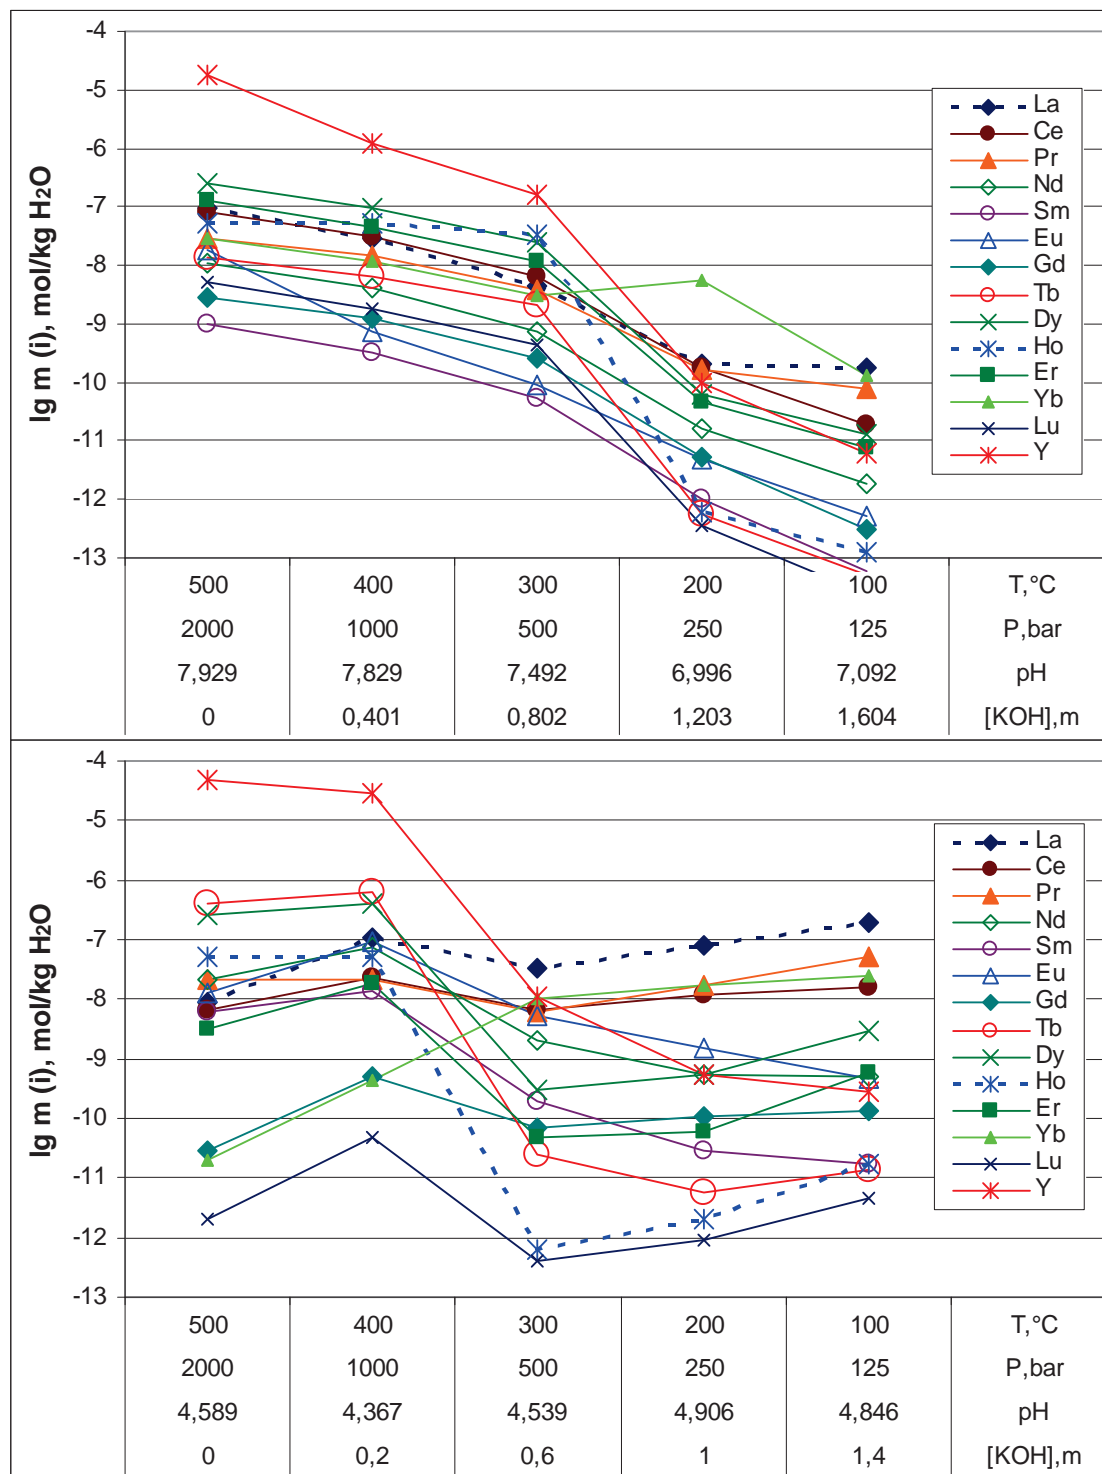 lg m (i), mol/kg H2O
-4
-5
-6
-7
-8
-9
-10
-11
-12
-13
La
Ce
Pr
Nd
Sm
Eu
Gd
Tb
Dy
Ho
Er
Yb
Lu
Y
500 400 300 200 100 T,°C
2000 1000 500 250 125 P,bar
7,929 7,829 7,492 6,996 7,092 pH
0 0,401 0,802 1,203 1,604 [KOH],m
lg m (i), mol/kg H2O
-4
-5
-6
-7
-8
-9
-10
-11
-12
-13
La
Ce
Pr
Nd
Sm
Eu
Gd
Tb
Dy
Ho
Er
Yb
Lu
Y
500 400 300 200 100 T,°C
2000 1000 500 250 125 P,bar
4,589 4,367 4,539 4,906 4,846 pH
0 0,2 0,6 1 1,4 [KOH],m